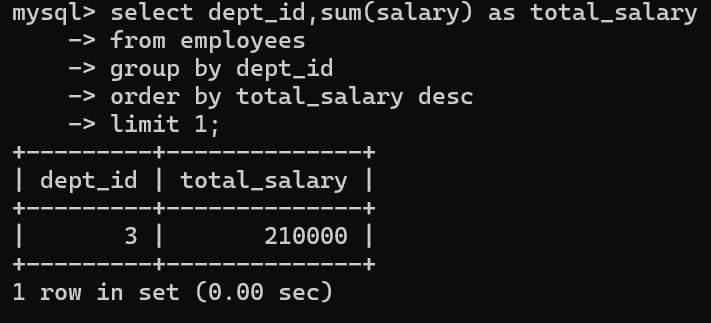 mysql> select dept_id,sum(salary) as total_salary
    -> from employees
    -> group by dept_id
    -> order by total_salary desc
    -> limit 1;
+---------+--------------+
| dept_id | total_salary |
+---------+--------------+
|       3 |       210000 |
+---------+--------------+
1 row in set (0.00 sec)